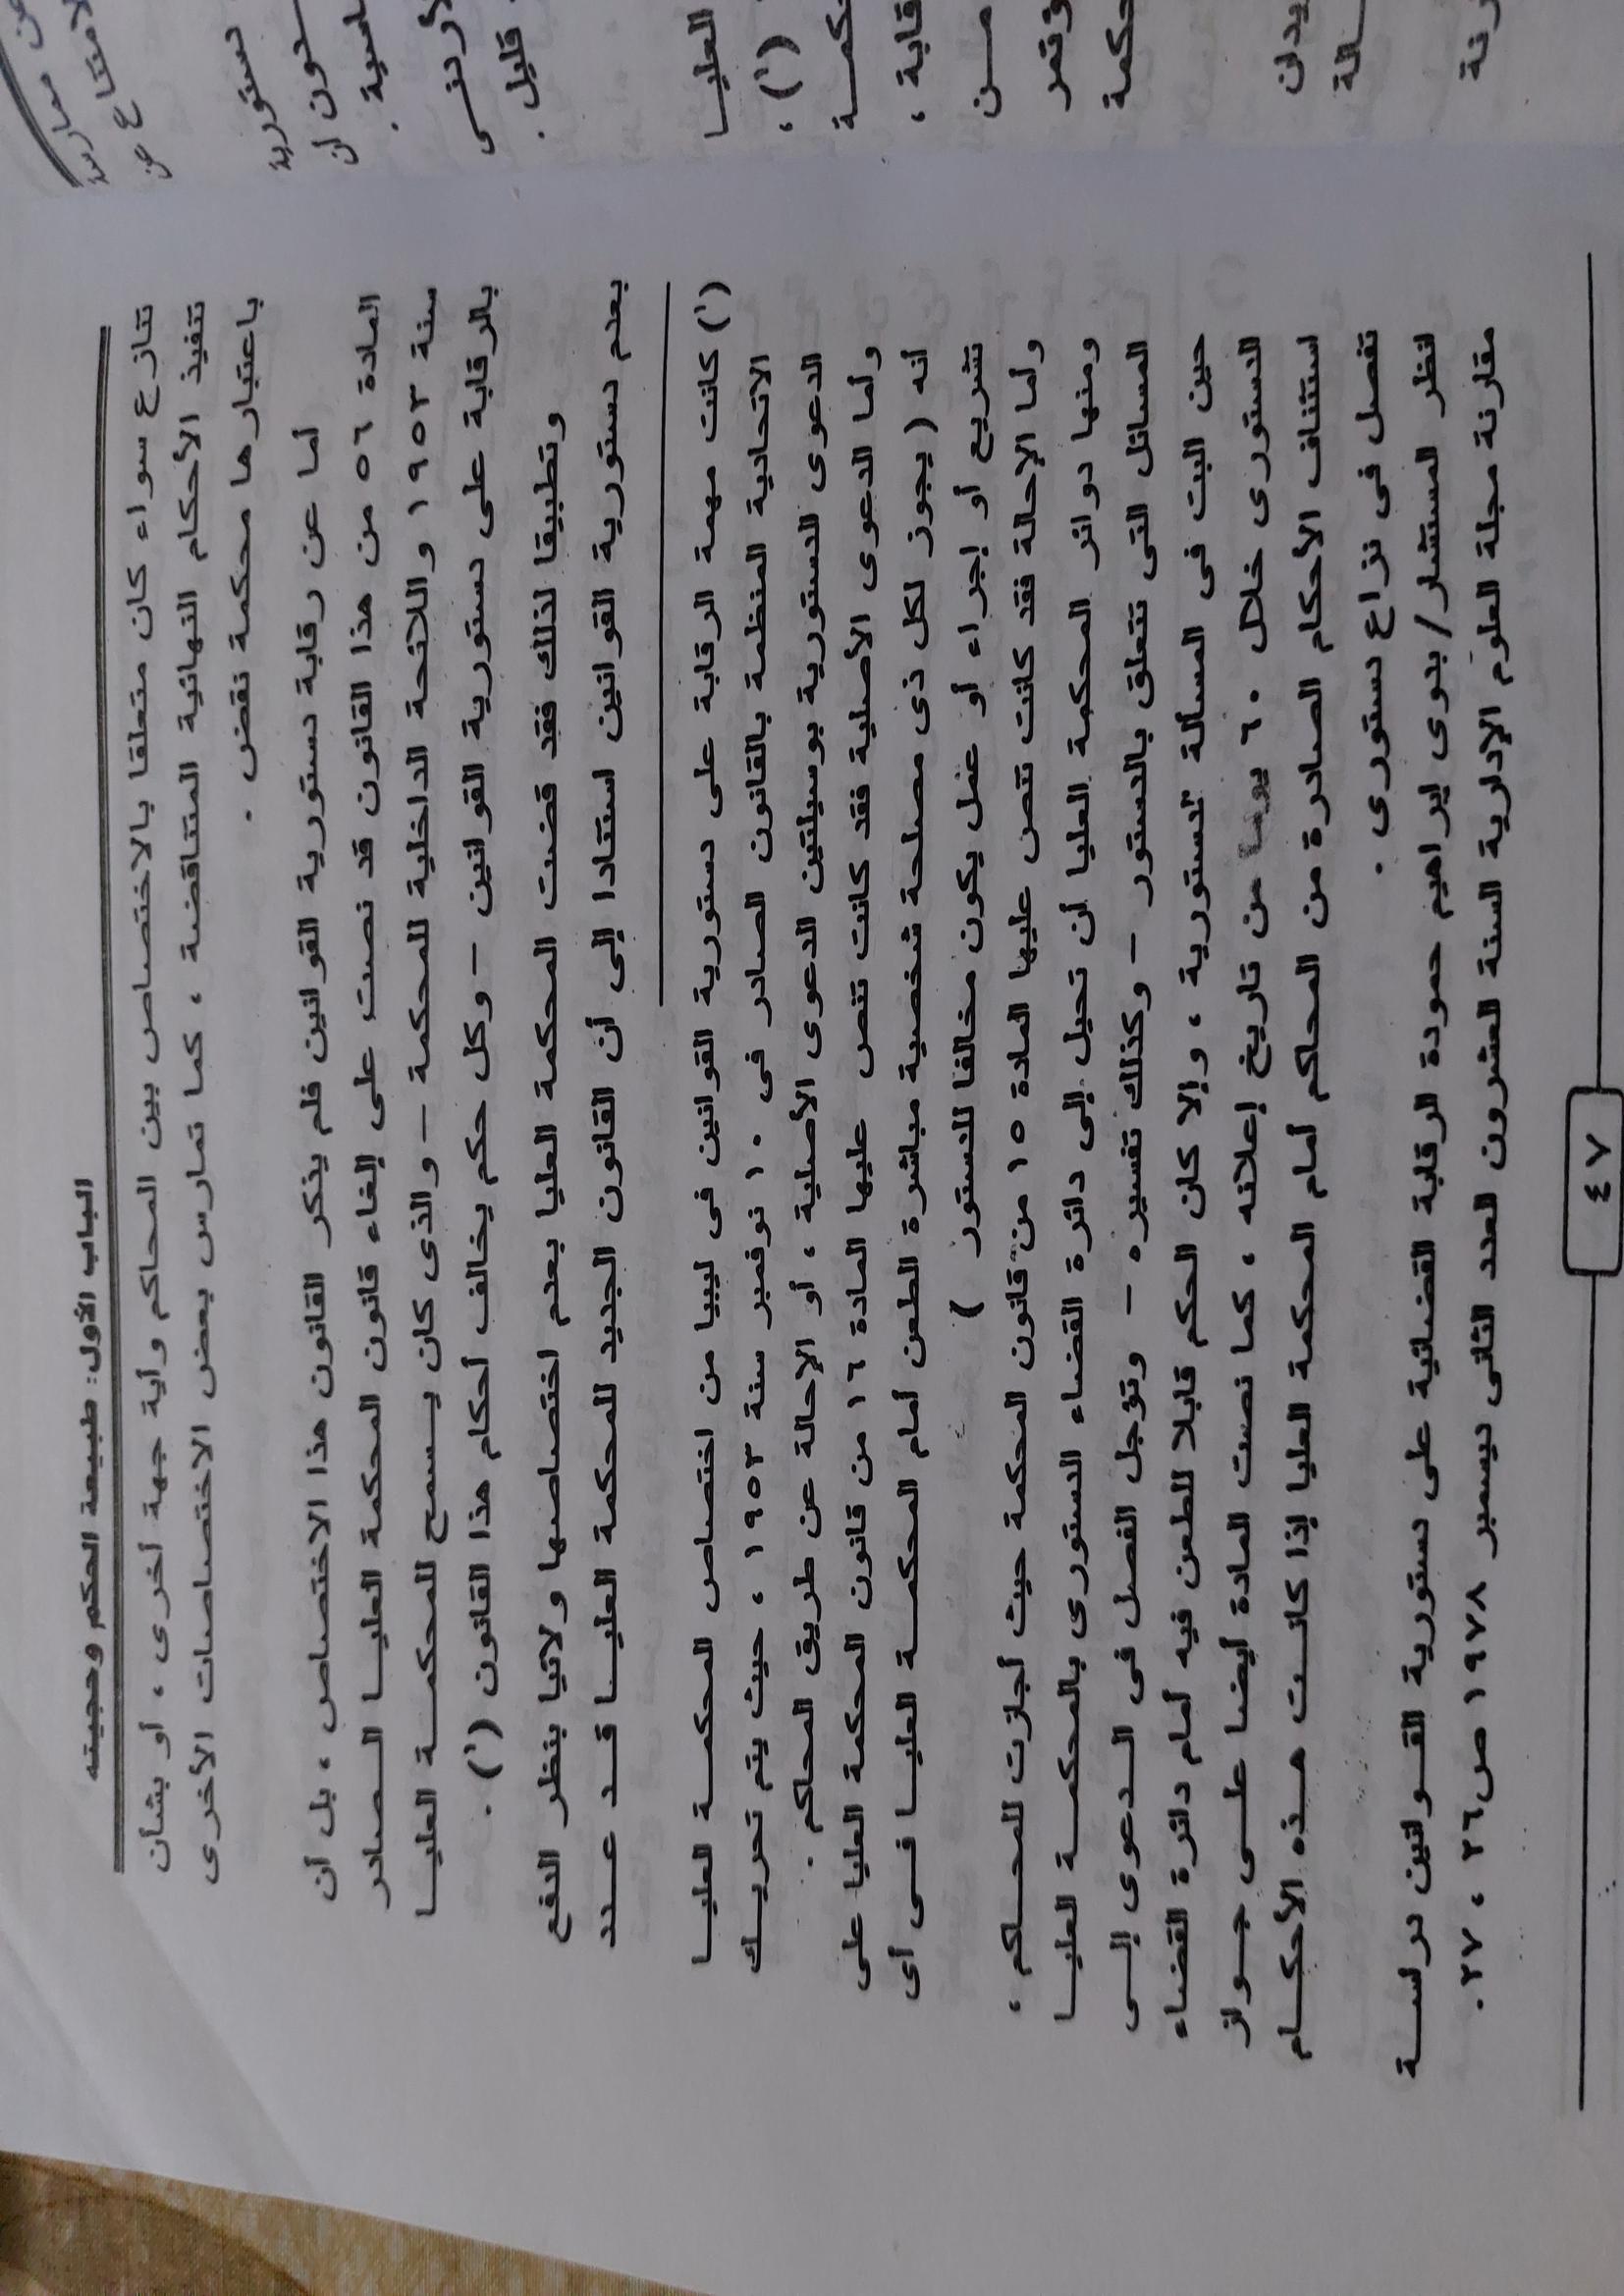 الباب الأول: طبيعة الحكم وحجيته
تنازع سواء كان متعلقا بالاختصاص بين المحاكم وأية جهة أخرى ، أو بشأن
تنفيذ الأحكام النهائية المتناقضة ، كما تمارس بعض الاختصاصات الأخرى
باعتبارها محكمة نقض .
أما عن رقابة دستورية القوانين فلم يذكر القانون هذا الاختصاص ، بل أن
المادة ٥٦ من هذا القانون قد نصت على إلغاء قانون المحكمة العليا الصادر
سنة ١٩٥٣ واللائحة الداخلية للمحكمة – والذى كان يسمح للمحكمة العليا
بالرقابة على دستورية القوانين – وكل حكم يخالف أحكام هذا القانون (١) .
وتطبيقا لذلك فقد قضت المحكمة العليا بعدم اختصاصها ولائيا بنظر الدفع
بعدم دستورية القوانين استنادا إلى أن القانون الجديد للمحكمة العليا قد عدد
(١) كانت مهمة الرقابة على دستورية القوانين فى ليبيا من اختصاص المحكمة العليا
الاتحادية المنظمة بالقانون الصادر فى ١٠ نوفمبر سنة ١٩٥٣ ، حيث يتم تحريك
الدعوى الدستورية بوسيلتين الدعوى الأصلية ، أو الإحالة عن طريق المحاكم .
وأما الدعوى الأصلية فقد كانت تنص عليها المادة ١٦ من قانون المحكمة العليا على
أنه ( يجوز لكل ذى مصلحة شخصية مباشرة الطعن أمام المحكمة العليا فى أى
تشريع أو إجراء أو عمل يكون مخالفا للدستور )
وأما الإحالة فقد كانت تنص عليها المادة ١٥ من قانون المحكمة حيث أجازت للمحاكم ،
ومنها دوائر المحكمة العليا أن تحيل إلى دائرة القضاء الدستورى بالمحكمة العليا
المسائل التى تتعلق بالدستور – وكذلك تفسيره – وتؤجل الفصل فى الدعوى إلى
حين البت فى المسألة الدستورية ، وإلا كان الحكم قابلا للطعن فيه أمام دائرة القضاء
الدستورى خلال ٦٠ يوما من تاريخ إعلانه ، كما نصت المادة أيضا على جواز
استئناف الأحكام الصادرة من المحاكم أمام المحكمة العليا إذا كانت هذه الأحكام
تفصل فى نزاع دستورى .
انظر المستشار/ بدوى ابراهيم حمودة الرقابة القضائية على دستورية القوانين دراسة
مقارنة مجلة العلوم الإدارية السنة العشرون العدد الثانى ديسمبر ١٩٧٨ ص٢٦ ، ٢٧ .
٤٧
قليل .
العليا
(١) ،
قابة ،
من